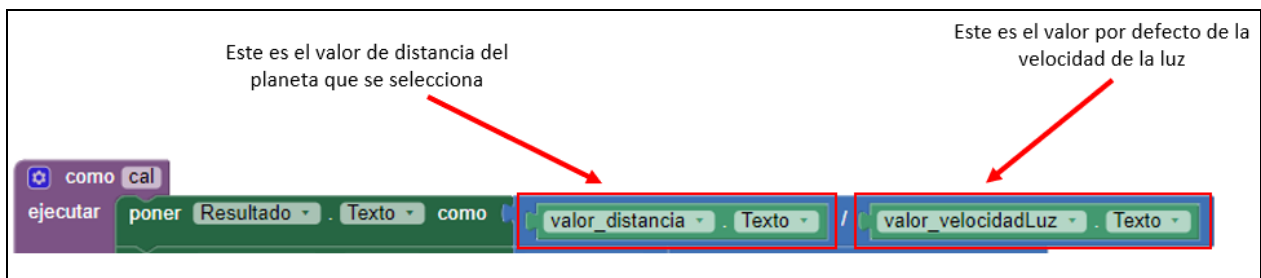 Este es el valor de distancia del
planeta que se selecciona
Este es el valor por defecto de la
velocidad de la luz
como cal
ejecutar poner Resultado . Texto como valor_distancia . Texto / valor_velocidadLuz . Texto